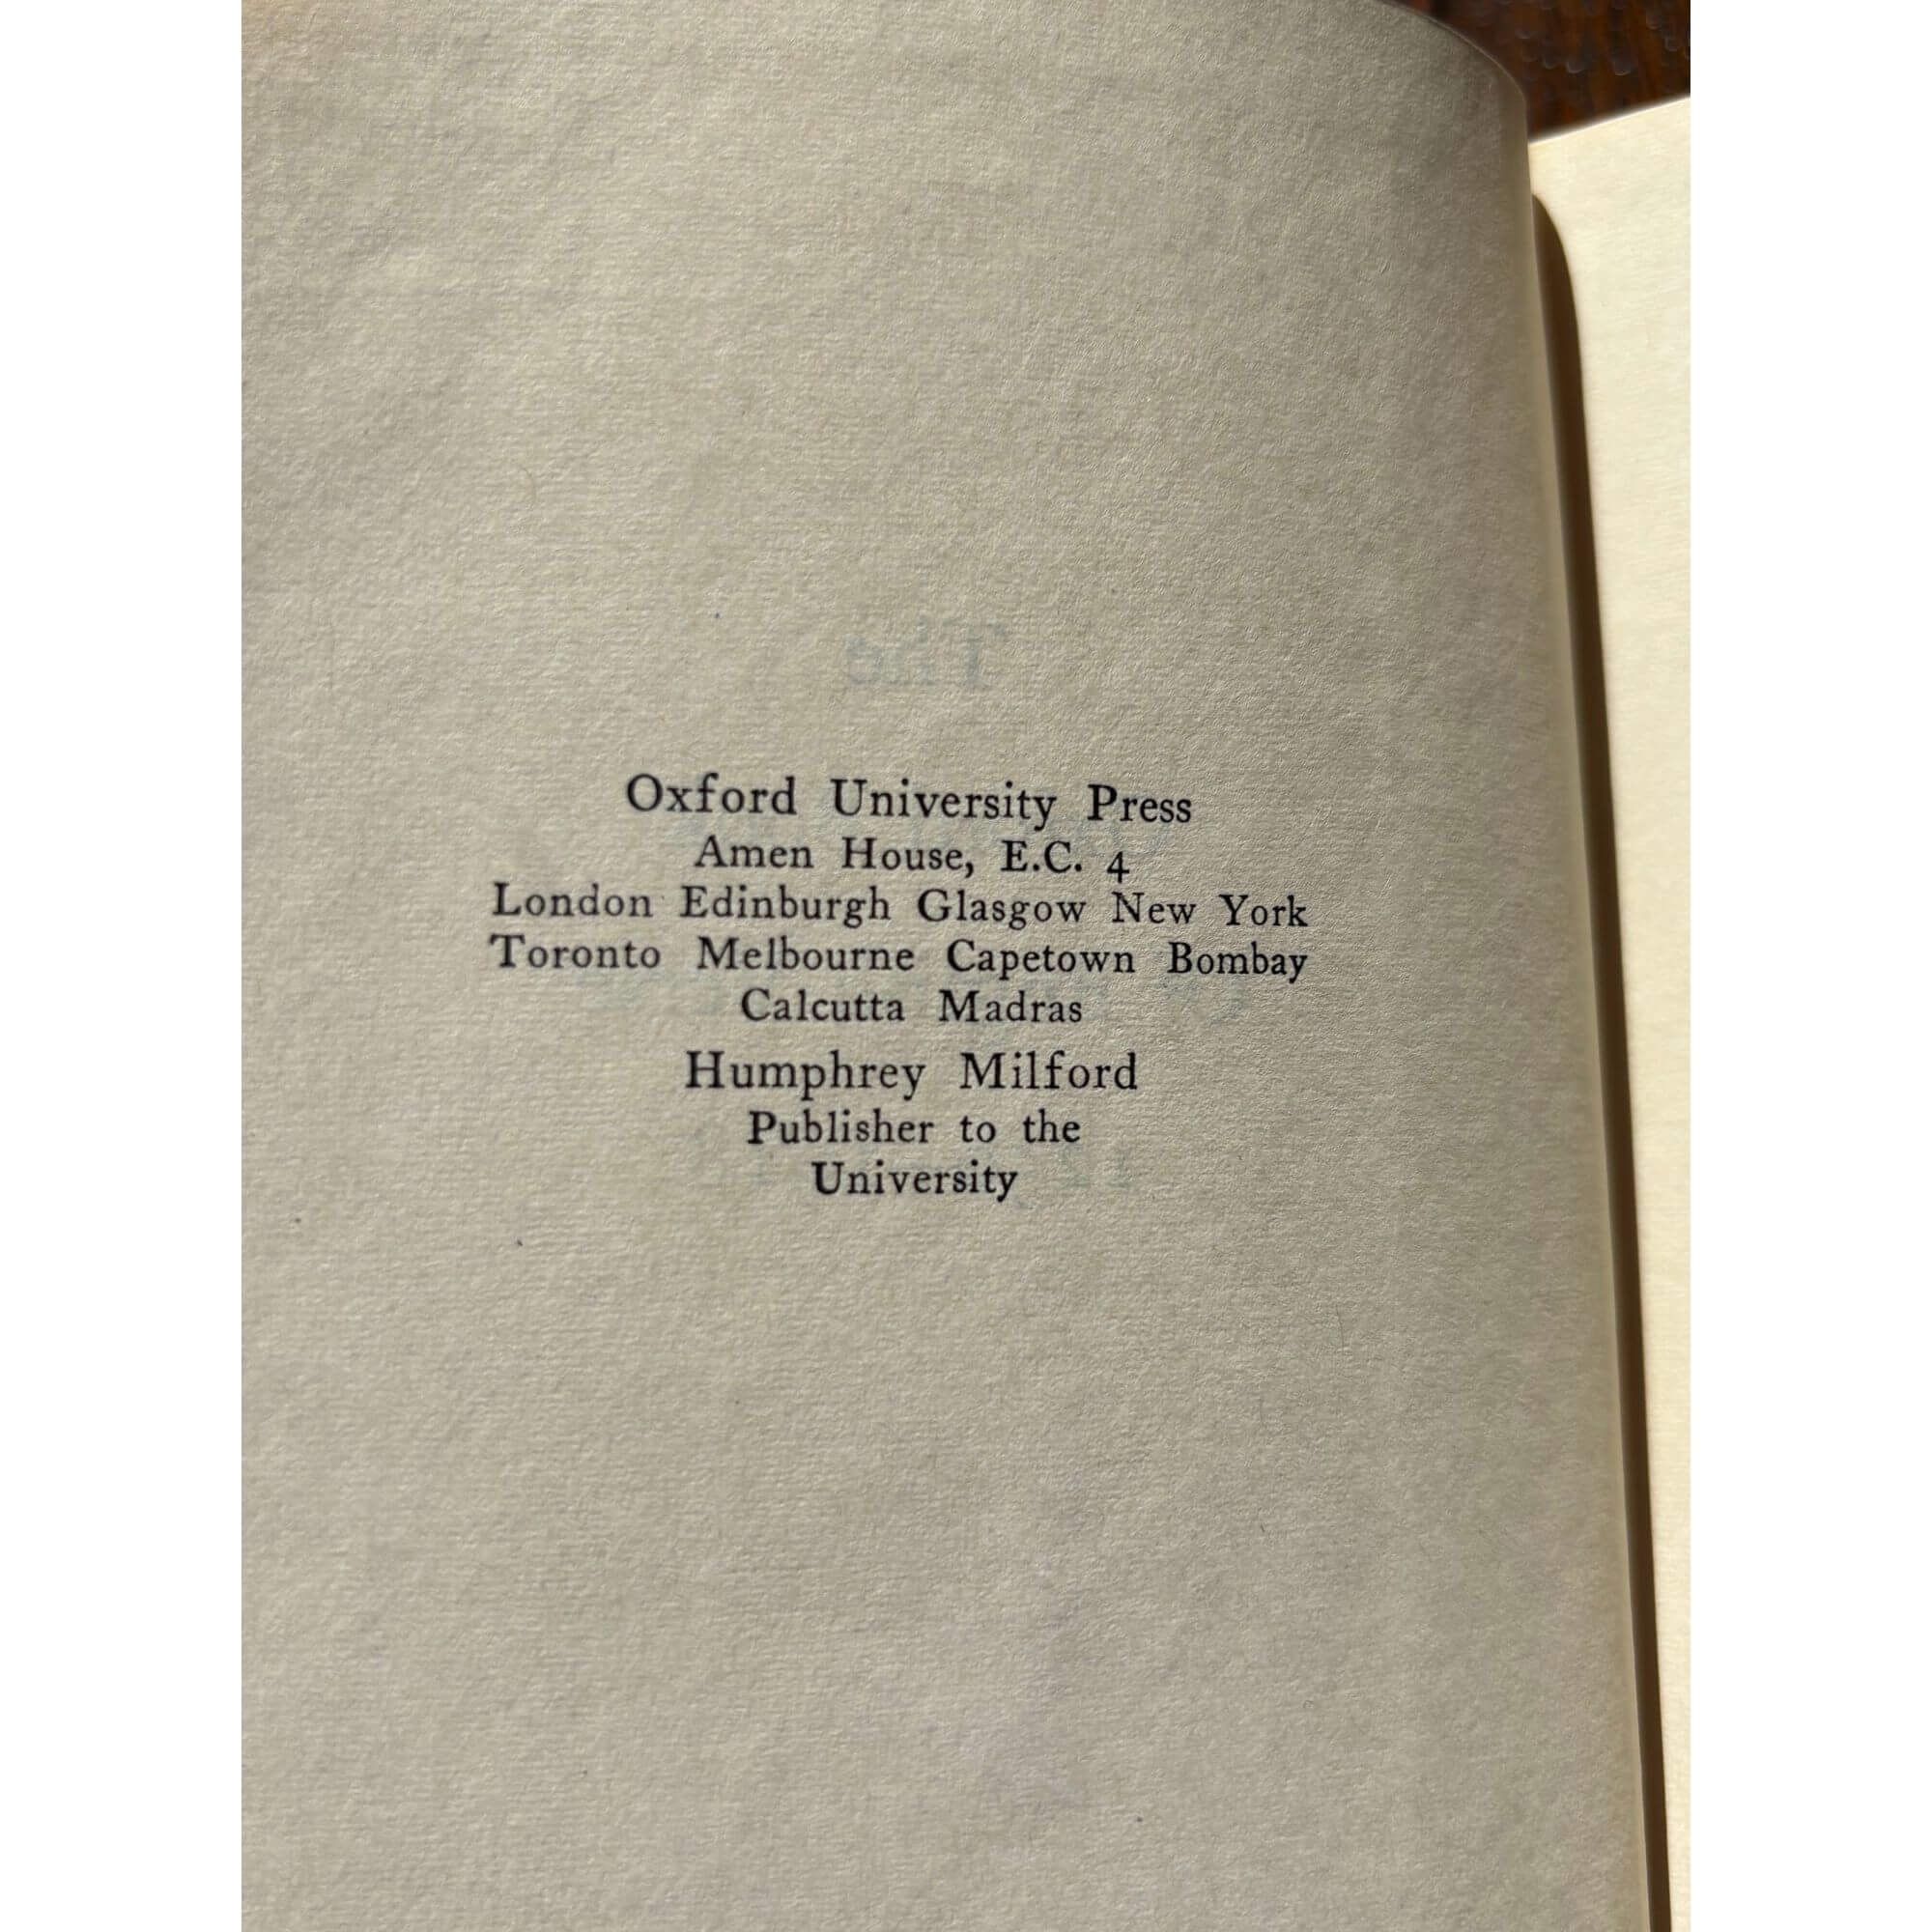 The
Oxford University Press
Amen House, E.C. 4
London Edinburgh Glasgow New York
Toronto Melbourne Capetown Bombay
Calcutta Madras
Humphrey Milford
Publisher to the
University